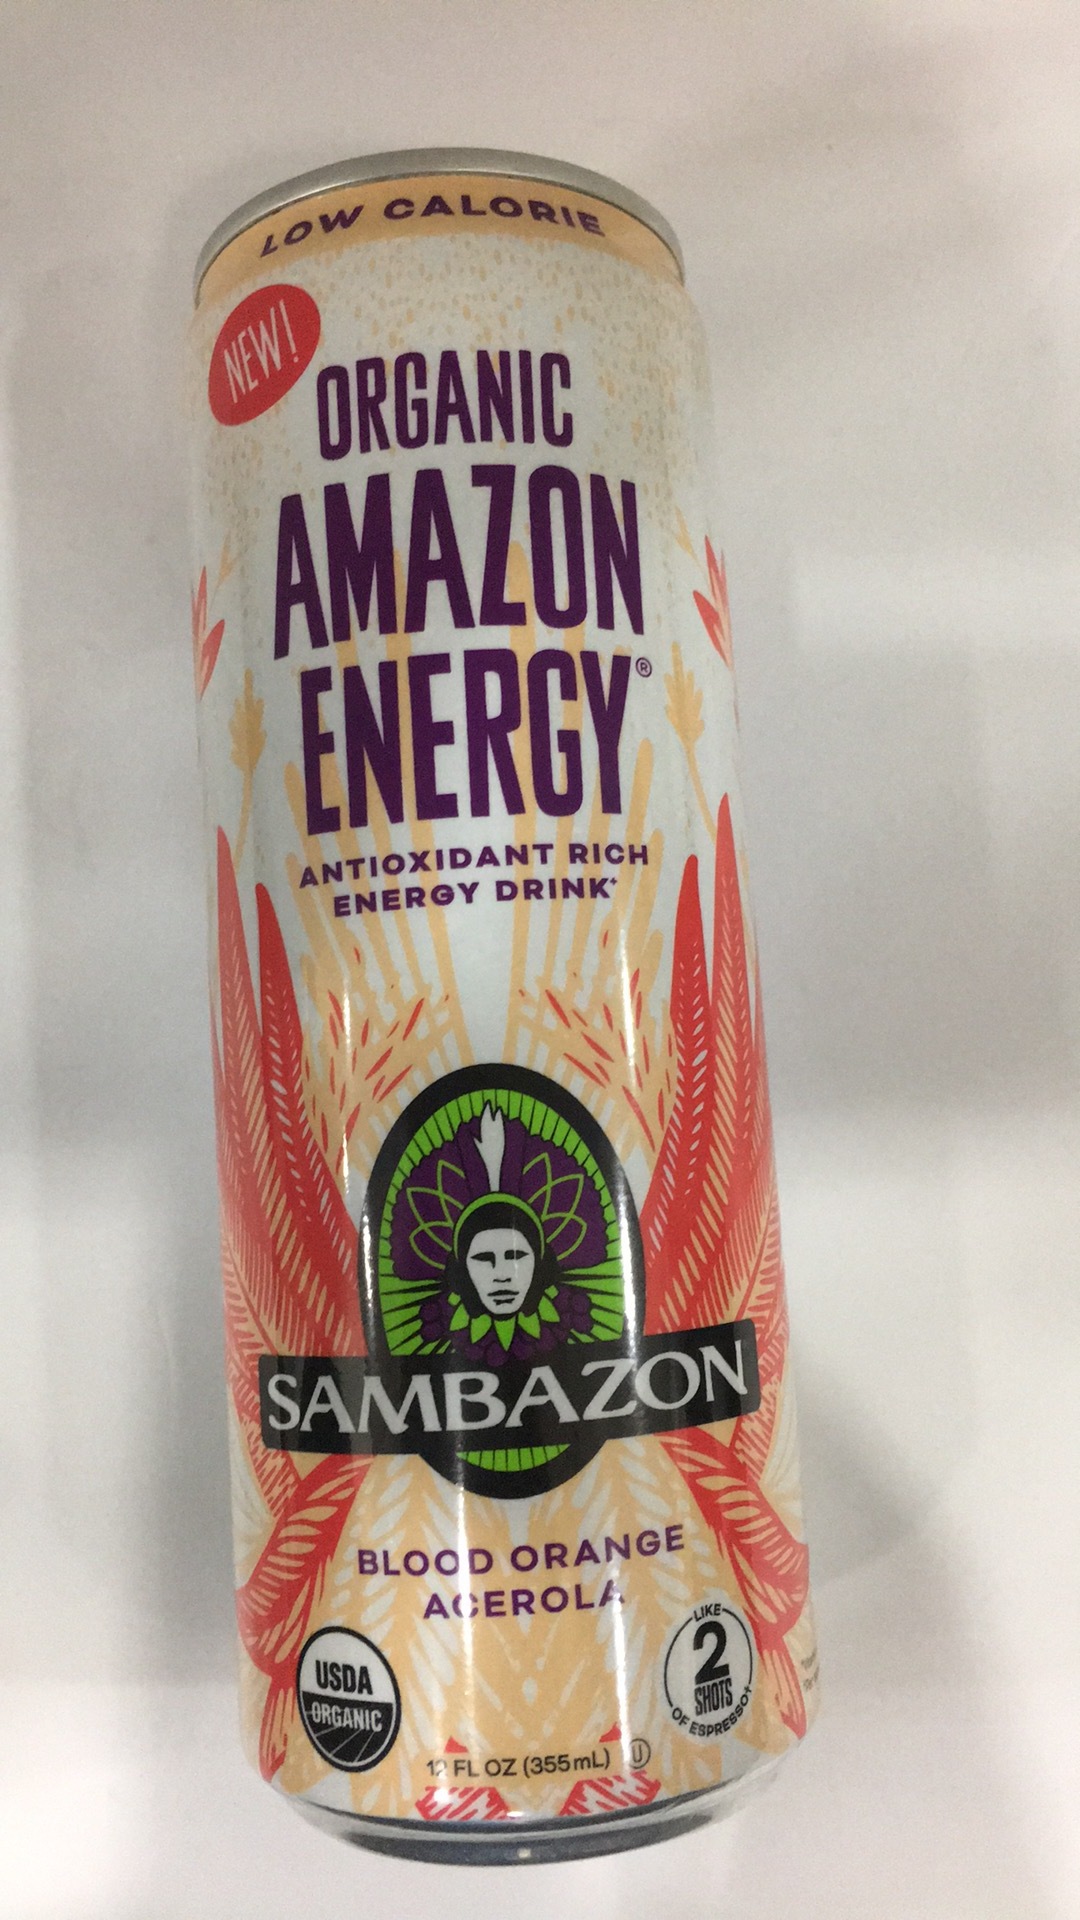 LOW CALORIE
NEW!
ORGANIC
AMAZON
ENERGY®
ANTIOXIDANT RICH
ENERGY DRINK⁺
SAMBAZON
BLOOD ORANGE
ACEROLA
USDA
ORGANIC
LIKE
2
SHOTS
OF ESPRESSO†
12 FL OZ (355mL) U